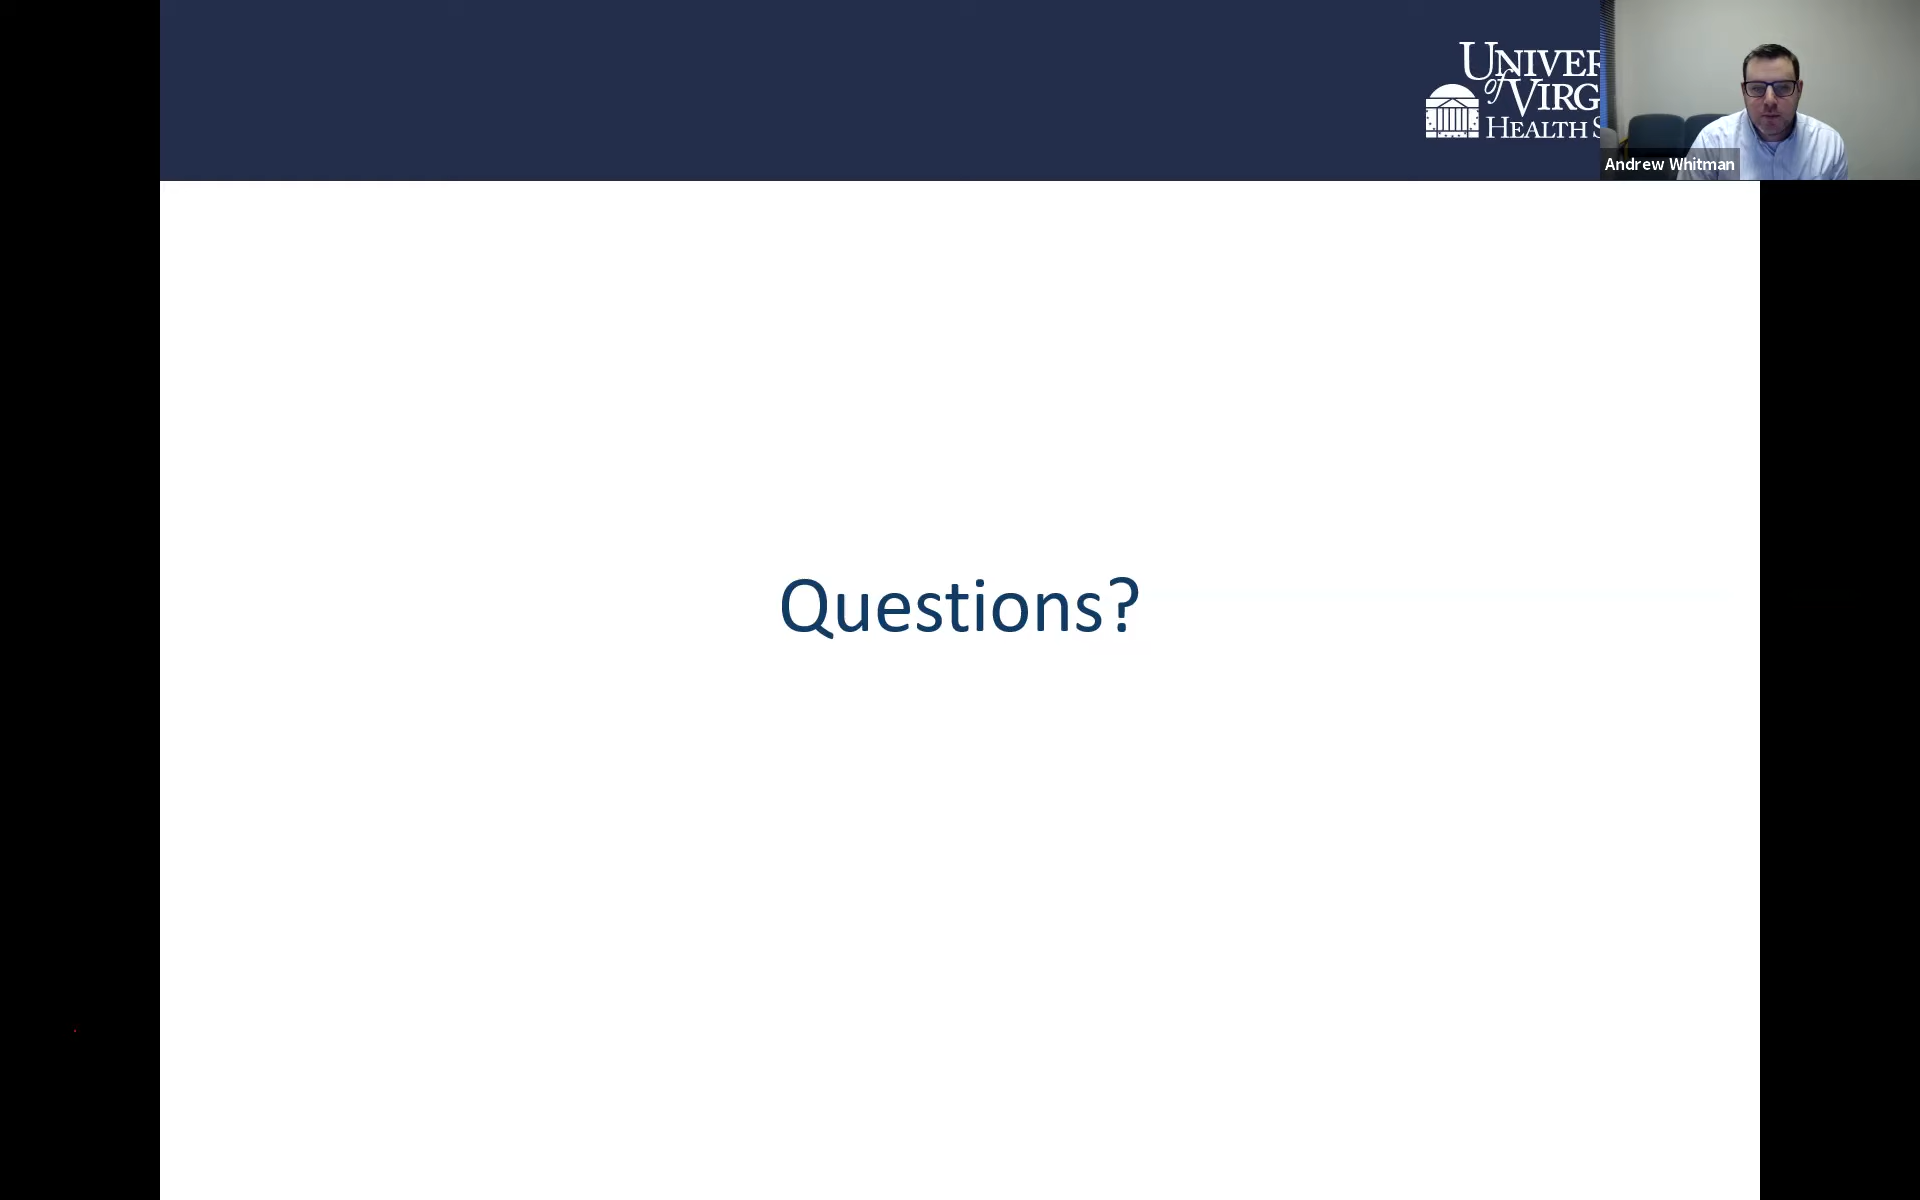 UNIVER
of VIRG
HEALTH S
Andrew Whitman
Questions?